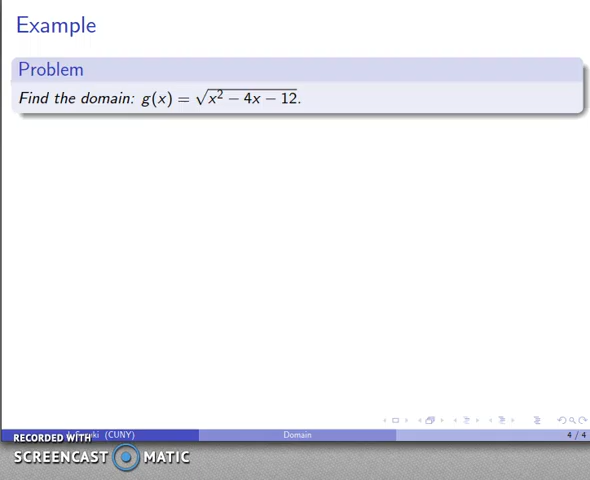 Example
Problem
Find the domain: g(x) = √(x² − 4x − 12).
(CUNY) Domain 4 / 4
RECORDED WITH
SCREENCAST MATIC